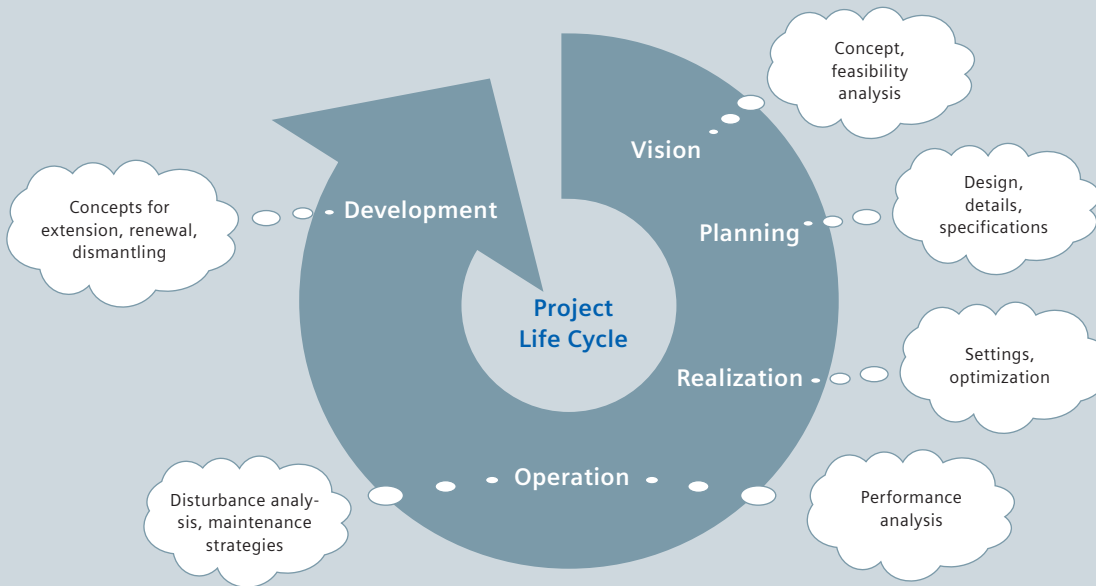 Concept,
feasibility
analysis
Vision
Design,
details,
specifications
Planning
Development
Concepts for
extension, renewal,
dismantling
Project
Life Cycle
Settings,
optimization
Realization
Operation
Performance
analysis
Disturbance analy-
sis, maintenance
strategies